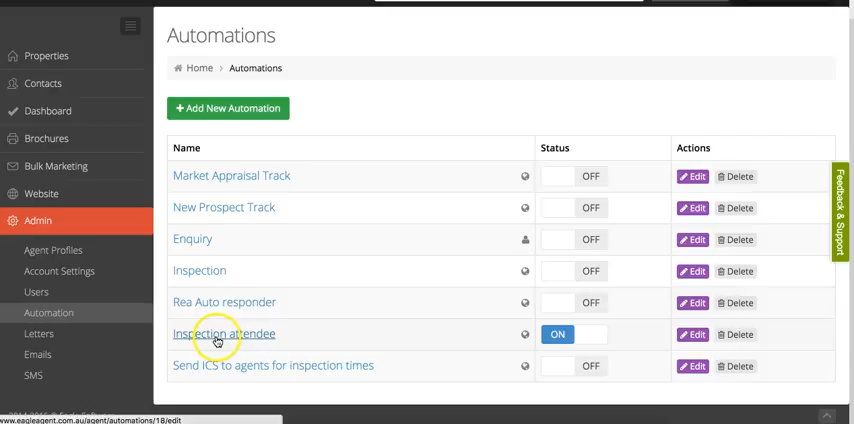 Automations
Home > Automations
+ Add New Automation
Name Status Actions
Market Appraisal Track OFF Edit Delete
New Prospect Track OFF Edit Delete
Enquiry OFF Edit Delete
Inspection OFF Edit Delete
Rea Auto responder OFF Edit Delete
Inspection attendee ON Edit Delete
Send ICS to agents for inspection times OFF Edit Delete
Properties
Contacts
Dashboard
Brochures
Bulk Marketing
Website
Admin
Agent Profiles
Account Settings
Users
Automation
Letters
Emails
SMS
Feedback & Support
www.eagleagent.com.au/agent/automations/18/edit